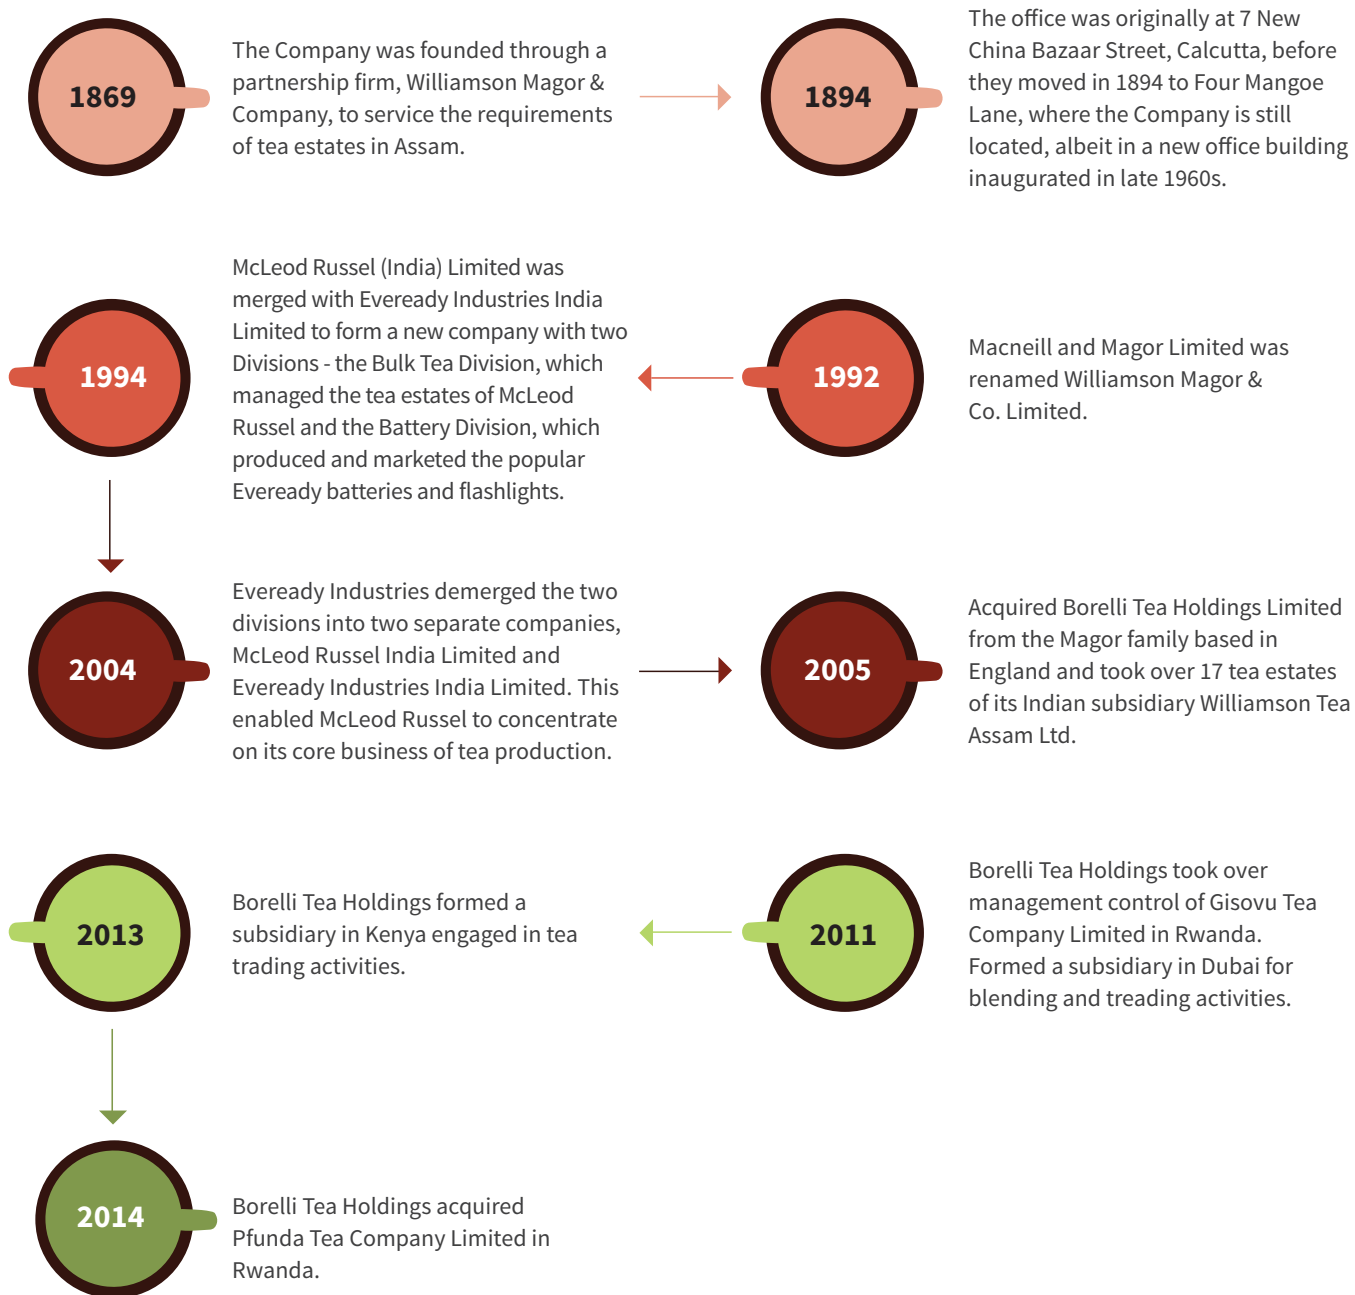 1869
The Company was founded through a
partnership firm, Williamson Magor &
Company, to service the requirements
of tea estates in Assam.
1894
The office was originally at 7 New
China Bazaar Street, Calcutta, before
they moved in 1894 to Four Mangoe
Lane, where the Company is still
located, albeit in a new office building
inaugurated in late 1960s.
1992
Macneill and Magor Limited was
renamed Williamson Magor &
Co. Limited.
1994
McLeod Russel (India) Limited was
merged with Eveready Industries India
Limited to form a new company with two
Divisions - the Bulk Tea Division, which
managed the tea estates of McLeod
Russel and the Battery Division, which
produced and marketed the popular
Eveready batteries and flashlights.
2004
Eveready Industries demerged the two
divisions into two separate companies,
McLeod Russel India Limited and
Eveready Industries India Limited. This
enabled McLeod Russel to concentrate
on its core business of tea production.
2005
Acquired Borelli Tea Holdings Limited
from the Magor family based in
England and took over 17 tea estates
of its Indian subsidiary Williamson Tea
Assam Ltd.
2011
Borelli Tea Holdings took over
management control of Gisovu Tea
Company Limited in Rwanda.
Formed a subsidiary in Dubai for
blending and treading activities.
2013
Borelli Tea Holdings formed a
subsidiary in Kenya engaged in tea
trading activities.
2014
Borelli Tea Holdings acquired
Pfunda Tea Company Limited in
Rwanda.